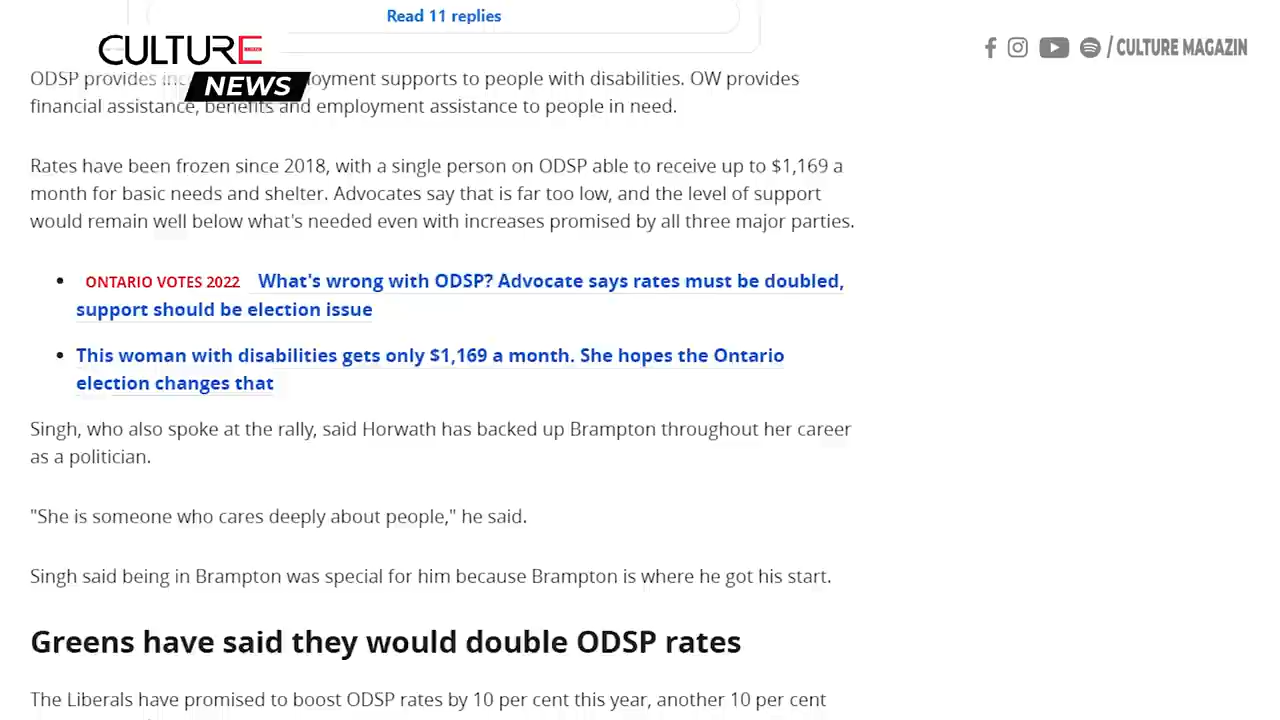 Read 11 replies
CULTURE
NEWS
/ CULTURE MAGAZIN
ODSP provides employment supports to people with disabilities. OW provides
financial assistance, benefits and employment assistance to people in need.
Rates have been frozen since 2018, with a single person on ODSP able to receive up to $1,169 a
month for basic needs and shelter. Advocates say that is far too low, and the level of support
would remain well below what's needed even with increases promised by all three major parties.
• ONTARIO VOTES 2022 What's wrong with ODSP? Advocate says rates must be doubled,
support should be election issue
• This woman with disabilities gets only $1,169 a month. She hopes the Ontario
election changes that
Singh, who also spoke at the rally, said Horwath has backed up Brampton throughout her career
as a politician.
"She is someone who cares deeply about people," he said.
Singh said being in Brampton was special for him because Brampton is where he got his start.
Greens have said they would double ODSP rates
The Liberals have promised to boost ODSP rates by 10 per cent this year, another 10 per cent